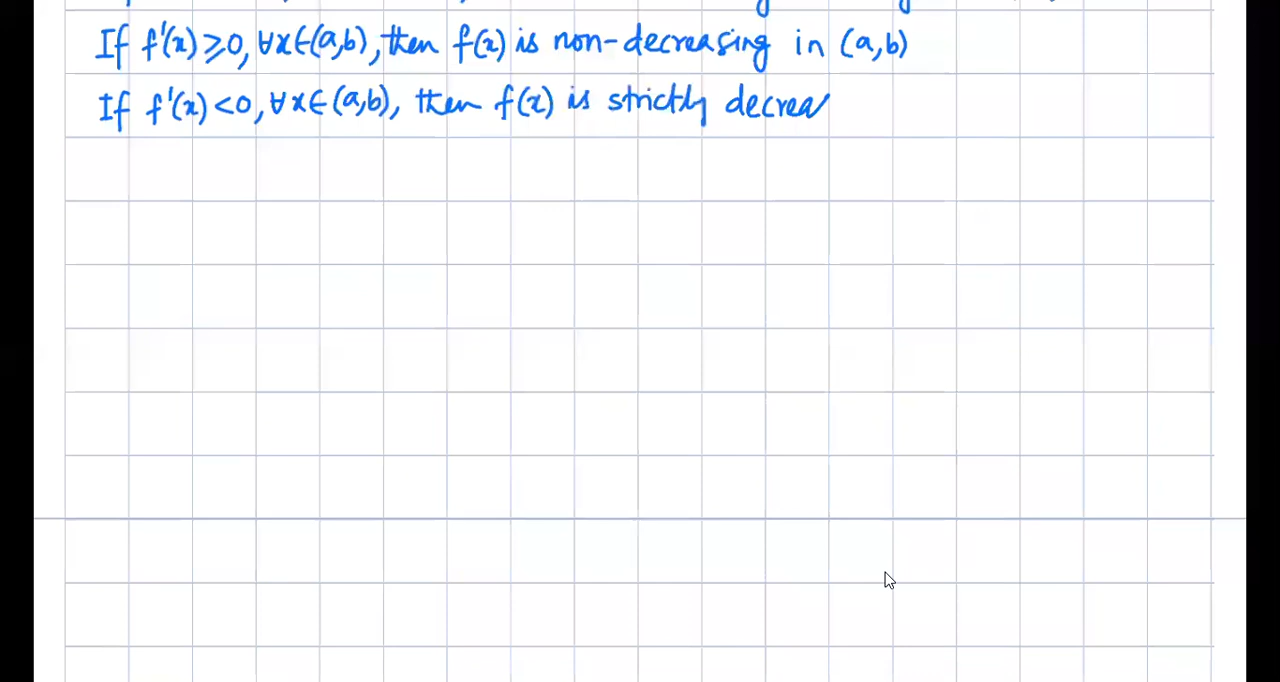 If f'(x) ≥ 0, ∀x∈(a,b), then f(x) is non-decreasing in (a,b)
If f'(x) < 0, ∀x∈(a,b), then f(x) is strictly decrea